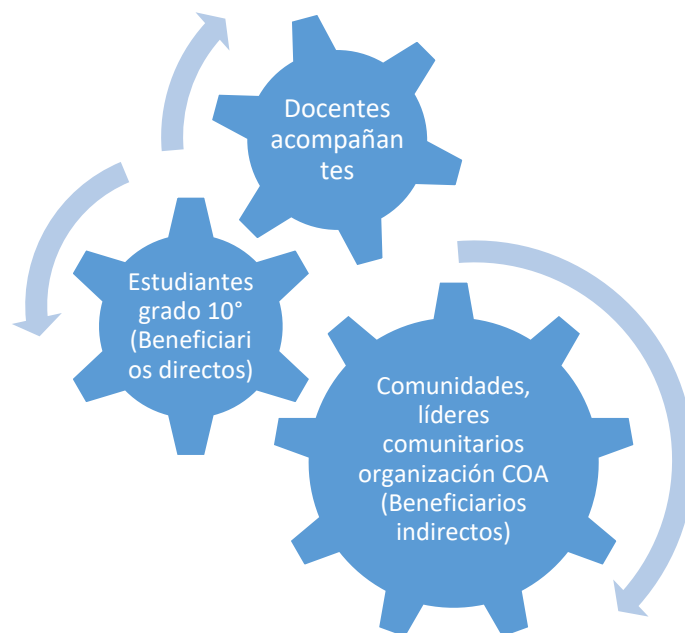 Docentes
acompañan
tes
Estudiantes
grado 10°
(Beneficiari
os directos)
Comunidades,
líderes
comunitarios
organización COA
(Beneficiarios
indirectos)